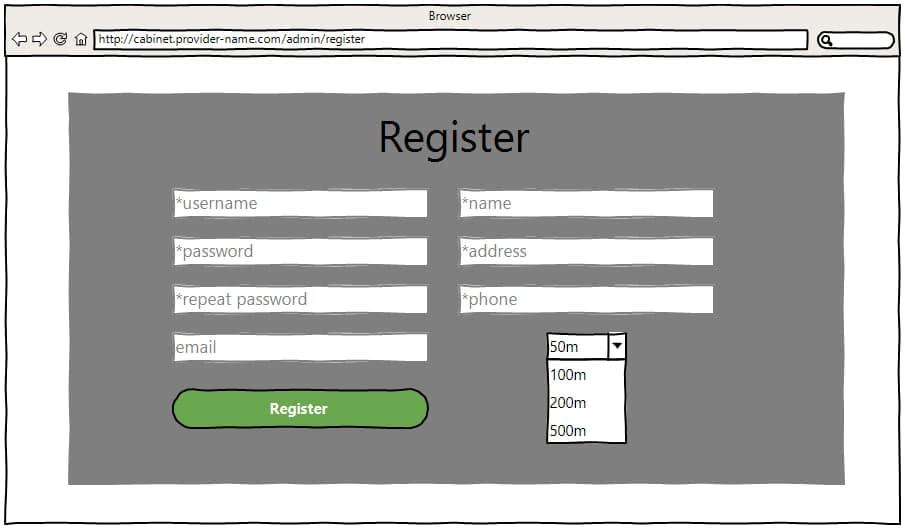 Browser
http://cabinet.provider-name.com/admin/register
Register
*username
*name
*password
*address
*repeat password
*phone
email
50m
100m
200m
500m
Register